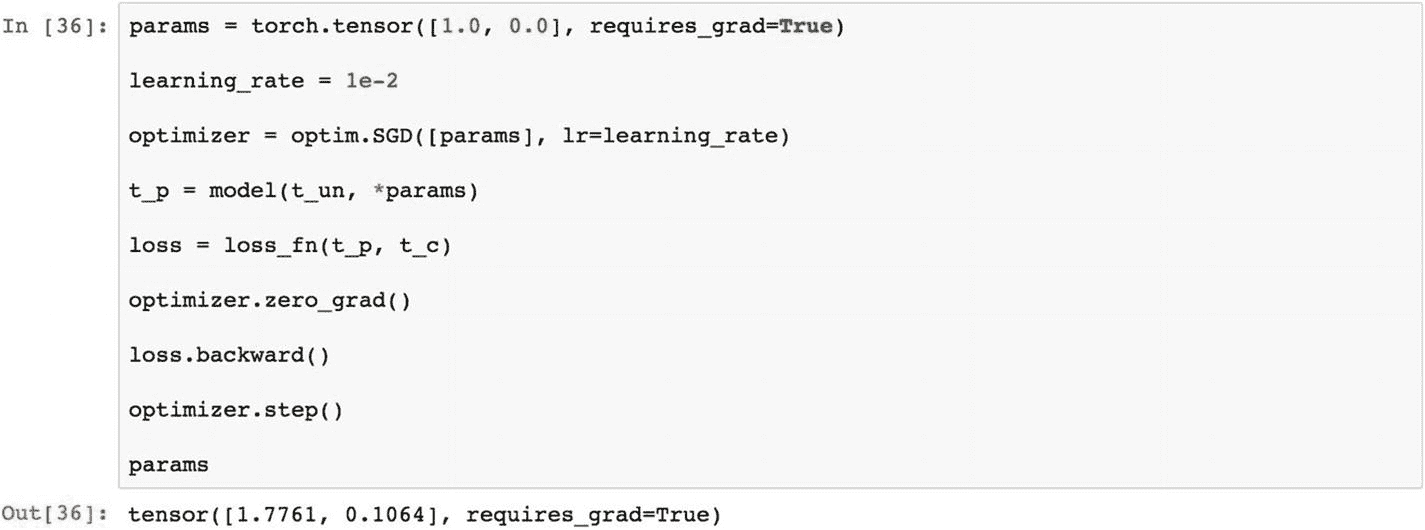 In [36]: params = torch.tensor([1.0, 0.0], requires_grad=True)
learning_rate = 1e-2
optimizer = optim.SGD([params], lr=learning_rate)
t_p = model(t_un, *params)
loss = loss_fn(t_p, t_c)
optimizer.zero_grad()
loss.backward()
optimizer.step()
params
Out[36]: tensor([1.7761, 0.1064], requires_grad=True)